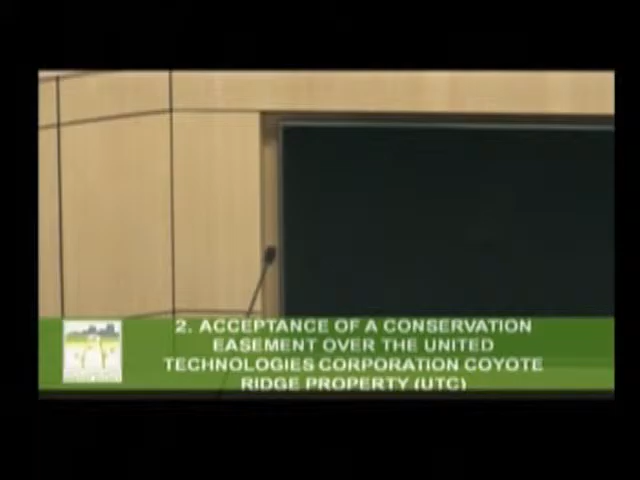 2. ACCEPTANCE OF A CONSERVATION
EASEMENT OVER THE UNITED
TECHNOLOGIES CORPORATION COYOTE
RIDGE PROPERTY (UTC)